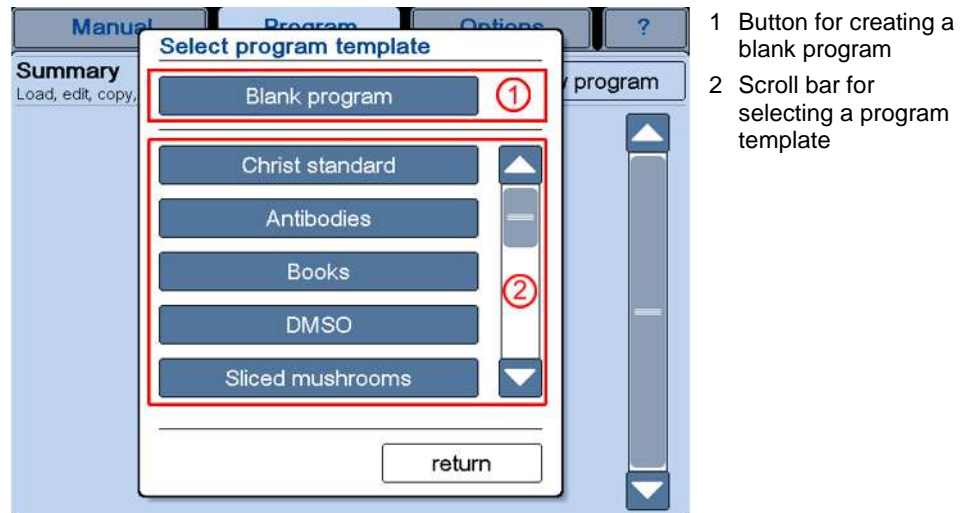 Program
Options
?
Select program template
Summary
Load, edit, copy,
program
Blank program
1
Christ standard
Antibodies
Books
2
DMSO
Sliced mushrooms
return
1 Button for creating a
blank program
2 Scroll bar for
selecting a program
template